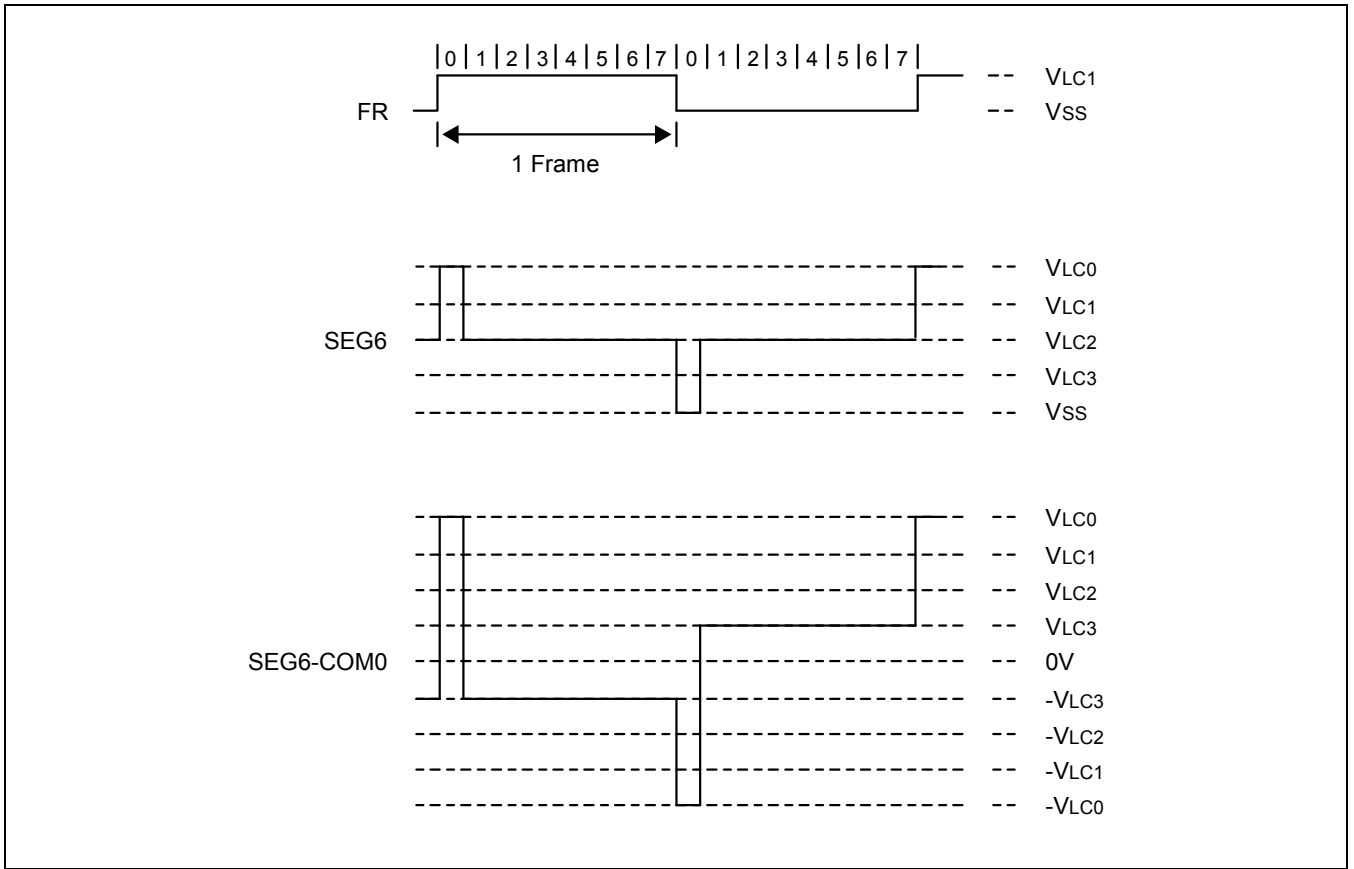 |0|1|2|3|4|5|6|7|0|1|2|3|4|5|6|7|
VLC1
FR
VSS
1 Frame
VLC0
VLC1
SEG6
VLC2
VLC3
VSS
VLC0
VLC1
VLC2
VLC3
SEG6-COM0
0V
-VLC3
-VLC2
-VLC1
-VLC0